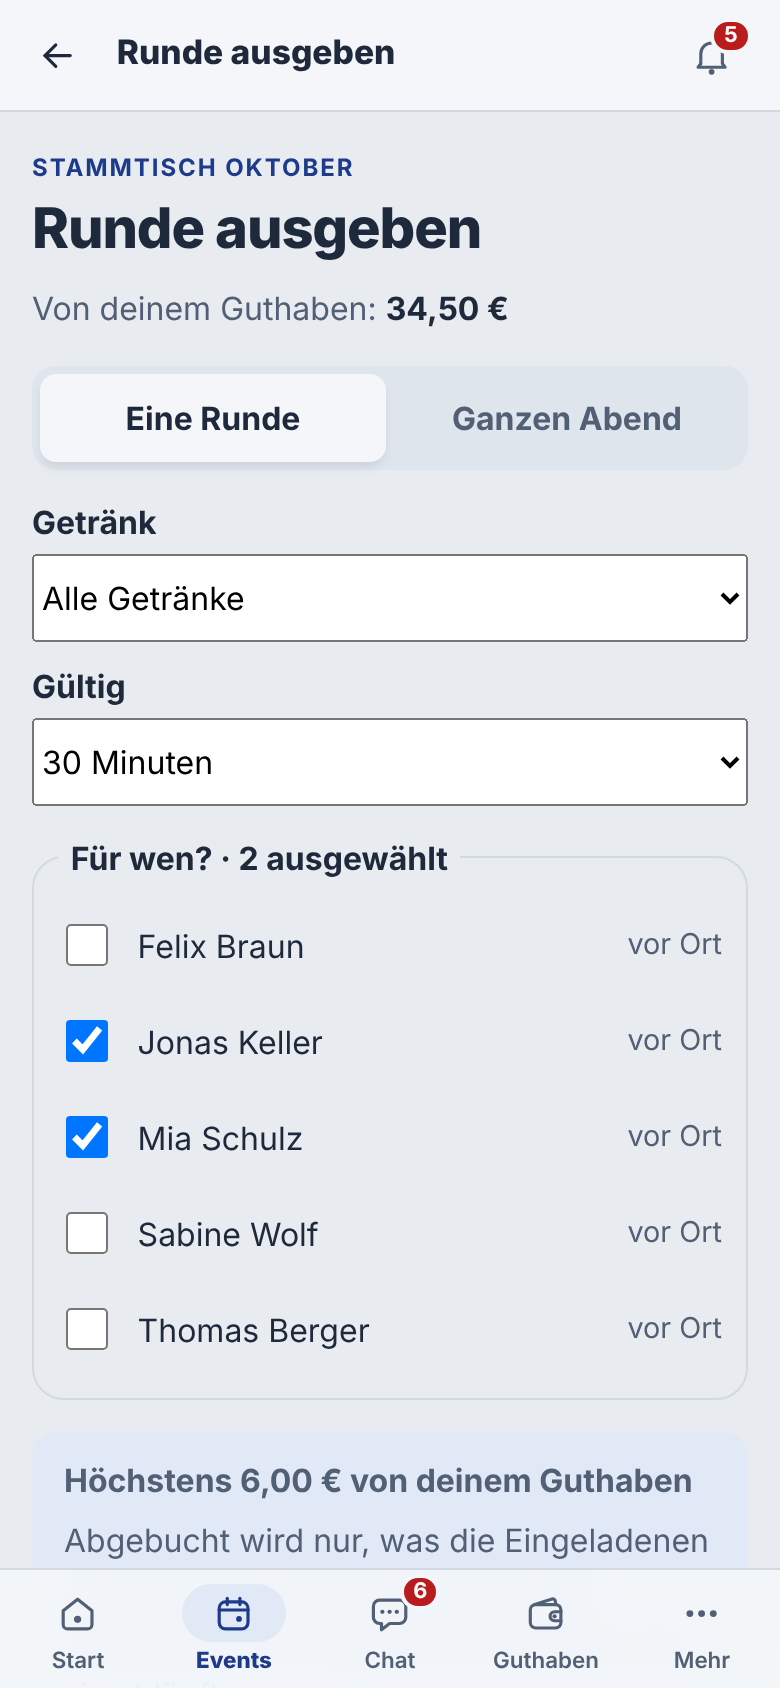 Runde ausgeben
5
STAMMTISCH OKTOBER
Runde ausgeben
Von deinem Guthaben: 34,50 €
Eine Runde
Ganzen Abend
Getränk
Alle Getränke
Gültig
30 Minuten
Für wen? · 2 ausgewählt
Felix Braun vor Ort
Jonas Keller vor Ort
Mia Schulz vor Ort
Sabine Wolf vor Ort
Thomas Berger vor Ort
Höchstens 6,00 € von deinem Guthaben
Abgebucht wird nur, was die Eingeladenen
6
Start
Events
Chat
Guthaben
Mehr